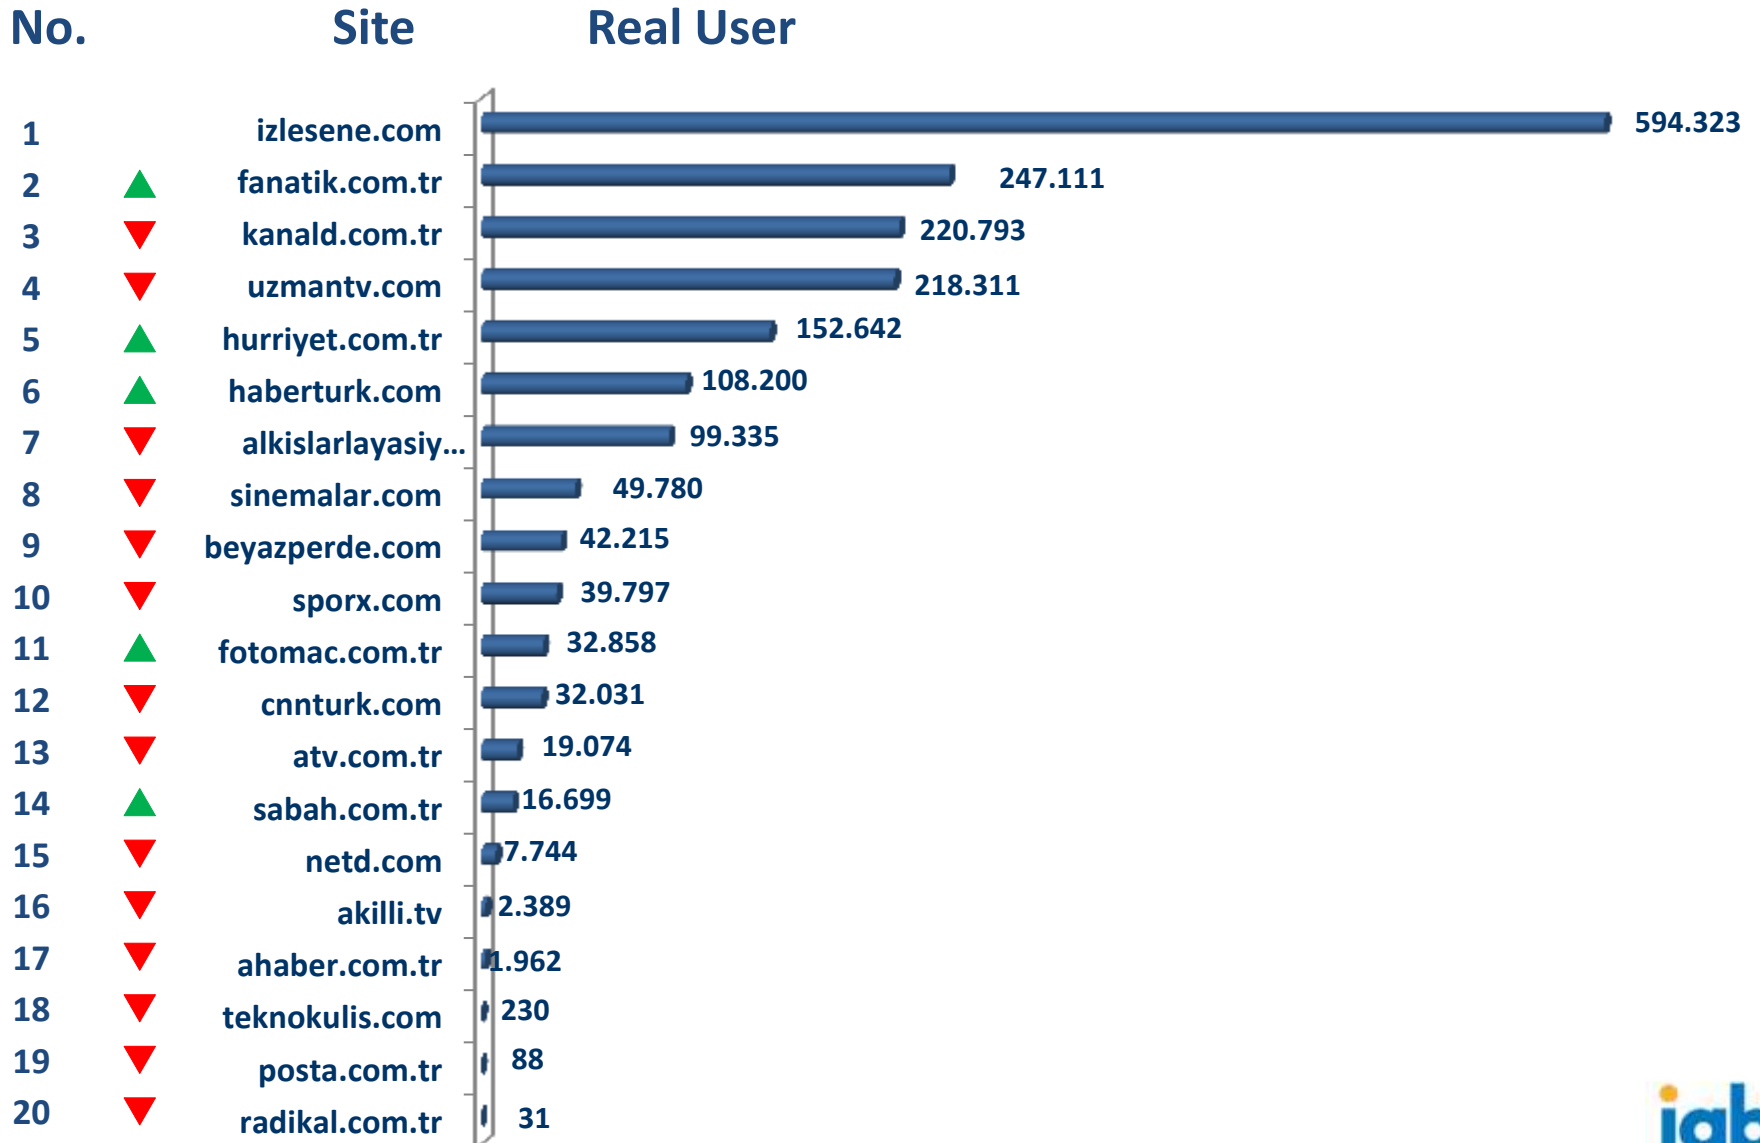 No. Site Real User
1 izlesene.com 594.323
2 fanatik.com.tr 247.111
3 kanald.com.tr 220.793
4 uzmantv.com 218.311
5 hurriyet.com.tr 152.642
6 haberturk.com 108.200
7 alkislarlayasiy... 99.335
8 sinemalar.com 49.780
9 beyazperde.com 42.215
10 sporx.com 39.797
11 fotomac.com.tr 32.858
12 cnnturk.com 32.031
13 atv.com.tr 19.074
14 sabah.com.tr 16.699
15 netd.com 7.744
16 akilli.tv 2.389
17 ahaber.com.tr 1.962
18 teknokulis.com 230
19 posta.com.tr 88
20 radikal.com.tr 31
iab